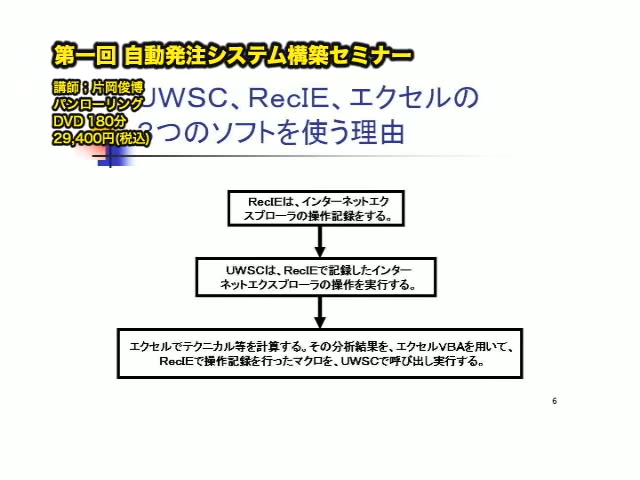 第一回 自動発注システム構築セミナー
講師；片岡俊博
パンローリング
DVD 180分
29,400円(税込)
UWSC、RecIE、エクセルの
3つのソフトを使う理由
RecIEは、インターネットエク
スプローラの操作記録をする。
UWSCは、RecIEで記録したインター
ネットエクスプローラの操作を実行する。
エクセルでテクニカル等を計算する。その分析結果を、エクセルVBAを用いて、
RecIEで操作記録を行ったマクロを、UWSCで呼び出し実行する。
6